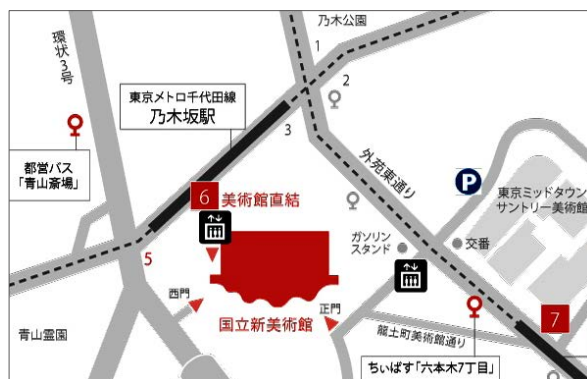 乃木公園
環状3号
1
2
東京メトロ千代田線
乃木坂駅
3
都営バス
「青山斎場」
外苑東通り
6
美術館直結
P
東京ミッドタウン
サントリー美術館
ガソリン
スタンド
交番
5
西門
正門
国立新美術館
7
青山霊園
龍土町美術館通り
ちぃばす「六本木7丁目」